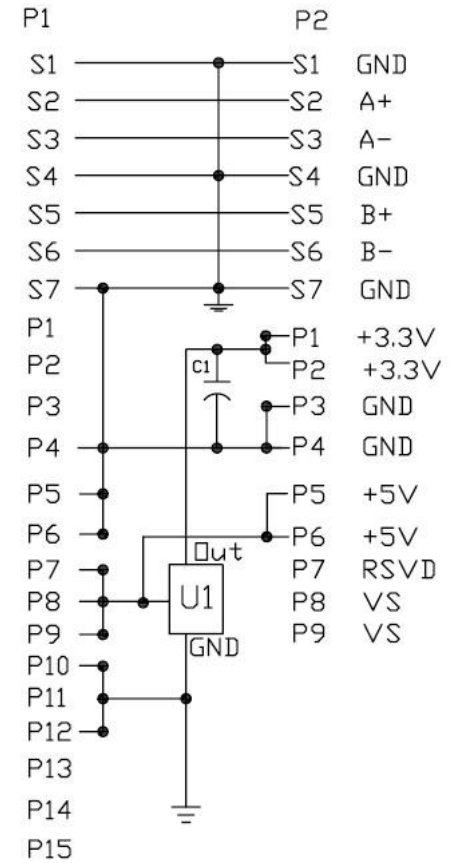 P1 P2
S1 S1 GND
S2 S2 A+
S3 S3 A-
S4 S4 GND
S5 S5 B+
S6 S6 B-
S7 S7 GND
P1 P1 +3.3V
P2 C1 P2 +3.3V
P3 P3 GND
P4 P4 GND
P5 P5 +5V
P6 P6 +5V
Out
P7 P7 RSVD
P8 U1 P8 VS
P9 P9 VS
GND
P10
P11
P12
P13
P14
P15